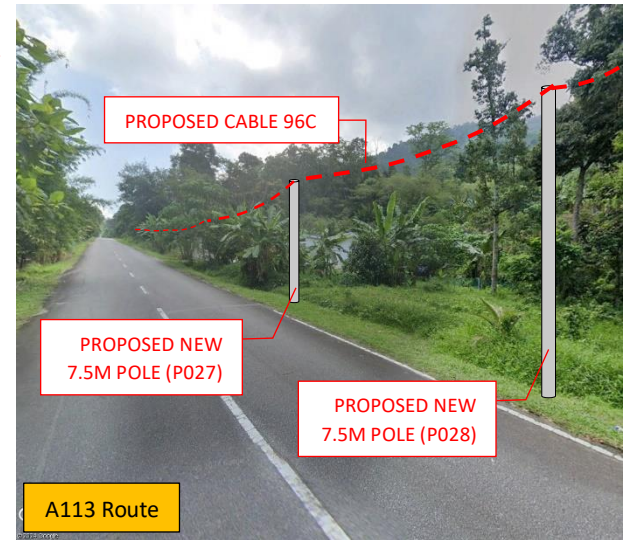 PROPOSED CABLE 96C
PROPOSED NEW
7.5M POLE (P027)
PROPOSED NEW
7.5M POLE (P028)
A113 Route